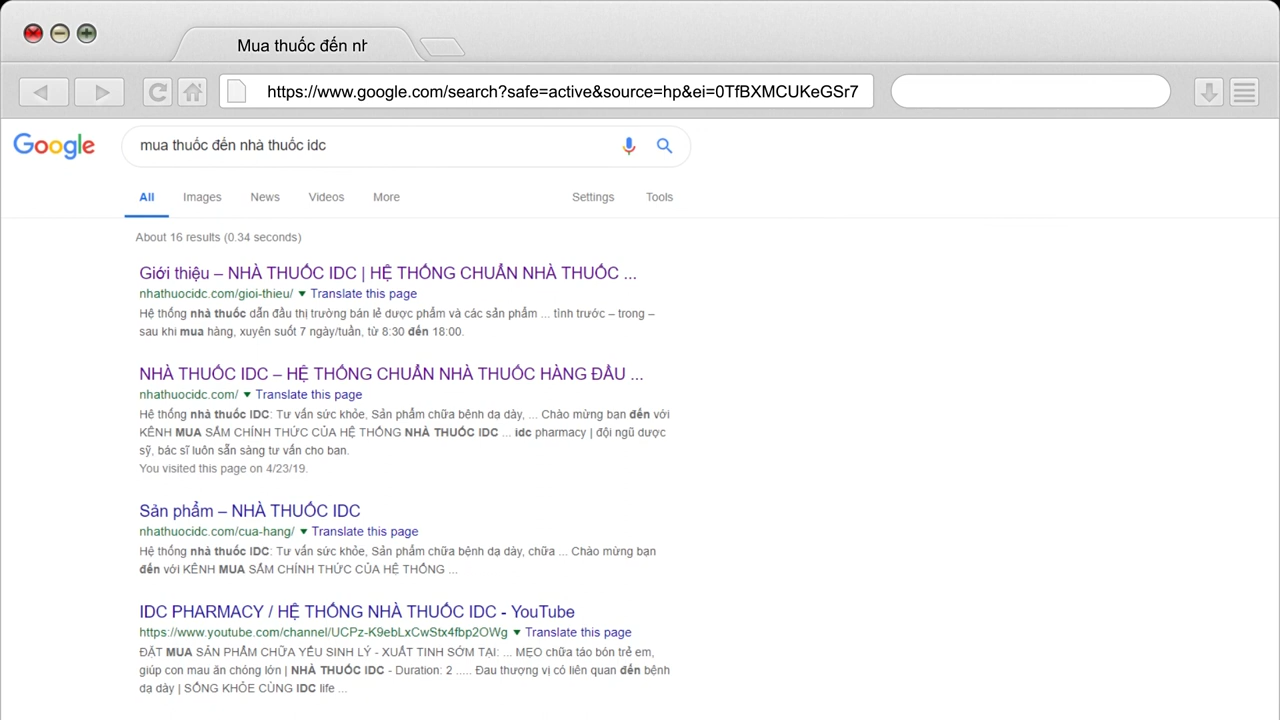 Mua thuốc đến nh
https://www.google.com/search?safe=active&source=hp&ei=0TfBXMCUKeGSr7
Google
mua thuốc đến nhà thuốc idc
All Images News Videos More Settings Tools
About 16 results (0.34 seconds)
Giới thiệu – NHÀ THUỐC IDC | HỆ THỐNG CHUẨN NHÀ THUỐC ...
nhathuocidc.com/gioi-thieu/ ▼ Translate this page
Hệ thống nhà thuốc dẫn đầu thị trường bán lẻ dược phẩm và các sản phẩm ... tình trước – trong –
sau khi mua hàng, xuyên suốt 7 ngày/tuần, từ 8:30 đến 18:00.
NHÀ THUỐC IDC – HỆ THỐNG CHUẨN NHÀ THUỐC HÀNG ĐẦU ...
nhathuocidc.com/ ▼ Translate this page
Hệ thống nhà thuốc IDC: Tư vấn sức khỏe, Sản phẩm chữa bệnh dạ dày, ... Chào mừng bạn đến với
KÊNH MUA SẮM CHÍNH THỨC CỦA HỆ THỐNG NHÀ THUỐC IDC ... idc pharmacy | đội ngũ dược
sỹ, bác sĩ luôn sẵn sàng tư vấn cho bạn.
You visited this page on 4/23/19.
Sản phẩm – NHÀ THUỐC IDC
nhathuocidc.com/cua-hang/ ▼ Translate this page
Hệ thống nhà thuốc IDC: Tư vấn sức khỏe, Sản phẩm chữa bệnh dạ dày, chữa ... Chào mừng bạn
đến với KÊNH MUA SẮM CHÍNH THỨC CỦA HỆ THỐNG ...
IDC PHARMACY / HỆ THỐNG NHÀ THUỐC IDC - YouTube
https://www.youtube.com/channel/UCPz-K9ebLxCwStx4fbp2OWg ▼ Translate this page
ĐẶT MUA SẢN PHẨM CHỮA YẾU SINH LÝ - XUẤT TINH SỚM TẠI: ... MẸO chữa táo bón trẻ em,
giúp con mau ăn chóng lớn | NHÀ THUỐC IDC - Duration: 2 ..... Đau thượng vị có liên quan đến bệnh
dạ dày | SỐNG KHỎE CÙNG IDC life ...